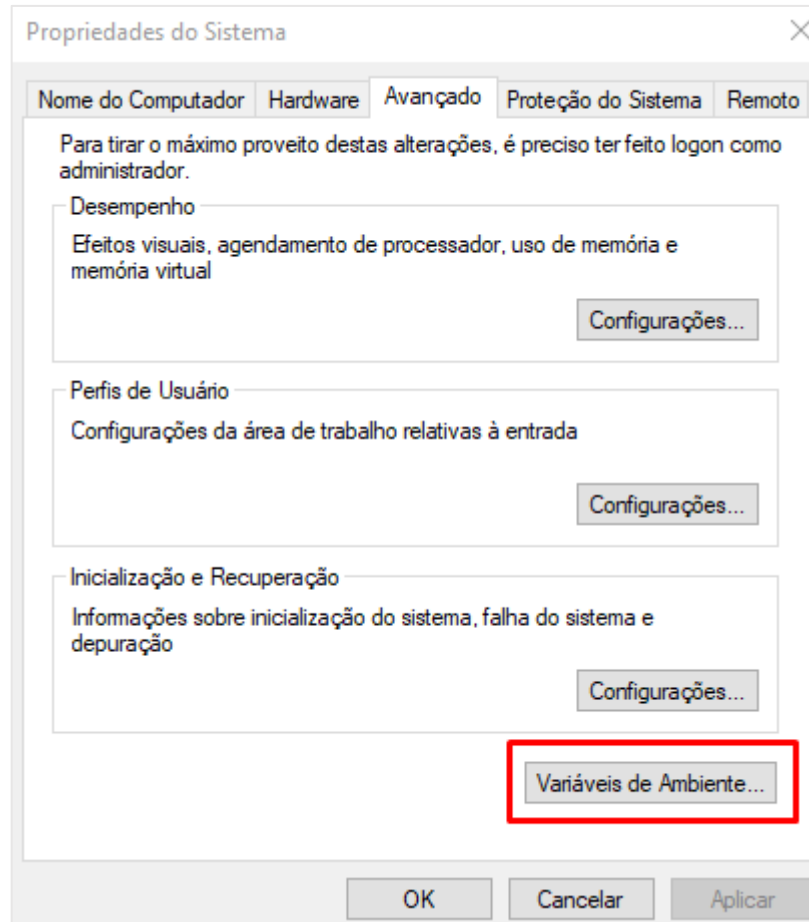 Propriedades do Sistema
Nome do Computador Hardware Avançado Proteção do Sistema Remoto
Para tirar o máximo proveito destas alterações, é preciso ter feito logon como
administrador.
Desempenho
Efeitos visuais, agendamento de processador, uso de memória e
memória virtual
Configurações...
Perfis de Usuário
Configurações da área de trabalho relativas à entrada
Configurações...
Inicialização e Recuperação
Informações sobre inicialização do sistema, falha do sistema e
depuração
Configurações...
Variáveis de Ambiente...
OK Cancelar Aplicar